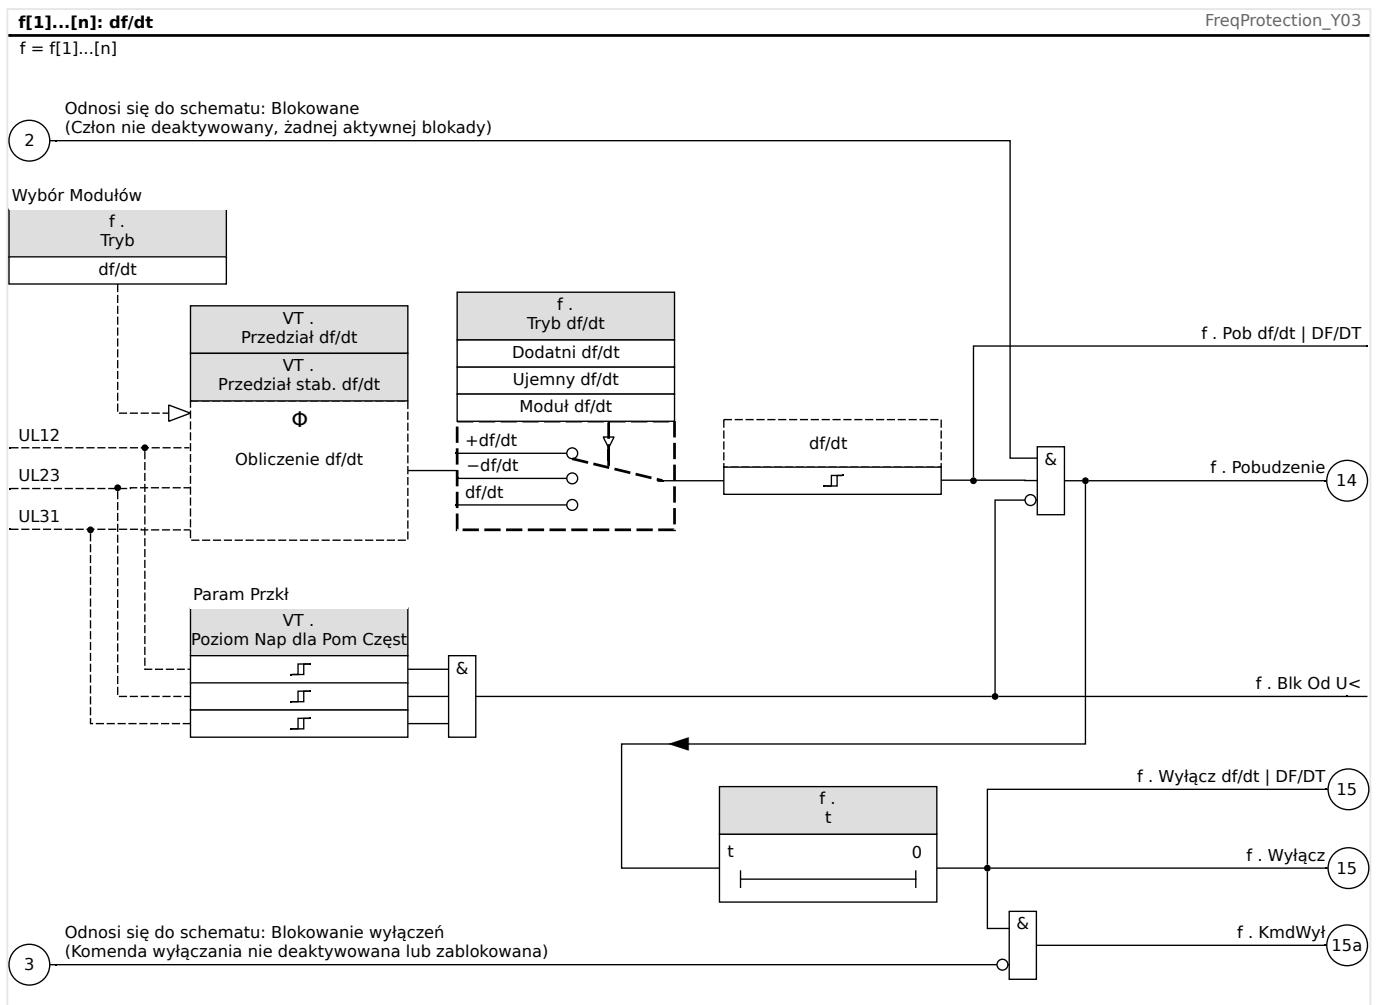 f[1]...[n]: df/dt
FreqProtection_Y03
f = f[1]...[n]
Odnosi się do schematu: Blokowane
(Człon nie deaktywowany, żadnej aktywnej blokady)
2
Wybór Modułów
f .
Tryb
df/dt
VT .
Przedział df/dt
VT .
Przedział stab. df/dt
Φ
Obliczenie df/dt
UL12
UL23
UL31
f .
Tryb df/dt
Dodatni df/dt
Ujemny df/dt
Moduł df/dt
+df/dt
−df/dt
df/dt
df/dt
f . Pob df/dt | DF/DT
&
f . Pobudzenie
14
Param Przkł
VT .
Poziom Nap dla Pom Częst
&
f . Blk Od U<
f . Wyłącz df/dt | DF/DT
15
f .
t
t
0
f . Wyłącz
15
&
f . KmdWył
15a
Odnosi się do schematu: Blokowanie wyłączeń
(Komenda wyłączania nie deaktywowana lub zablokowana)
3